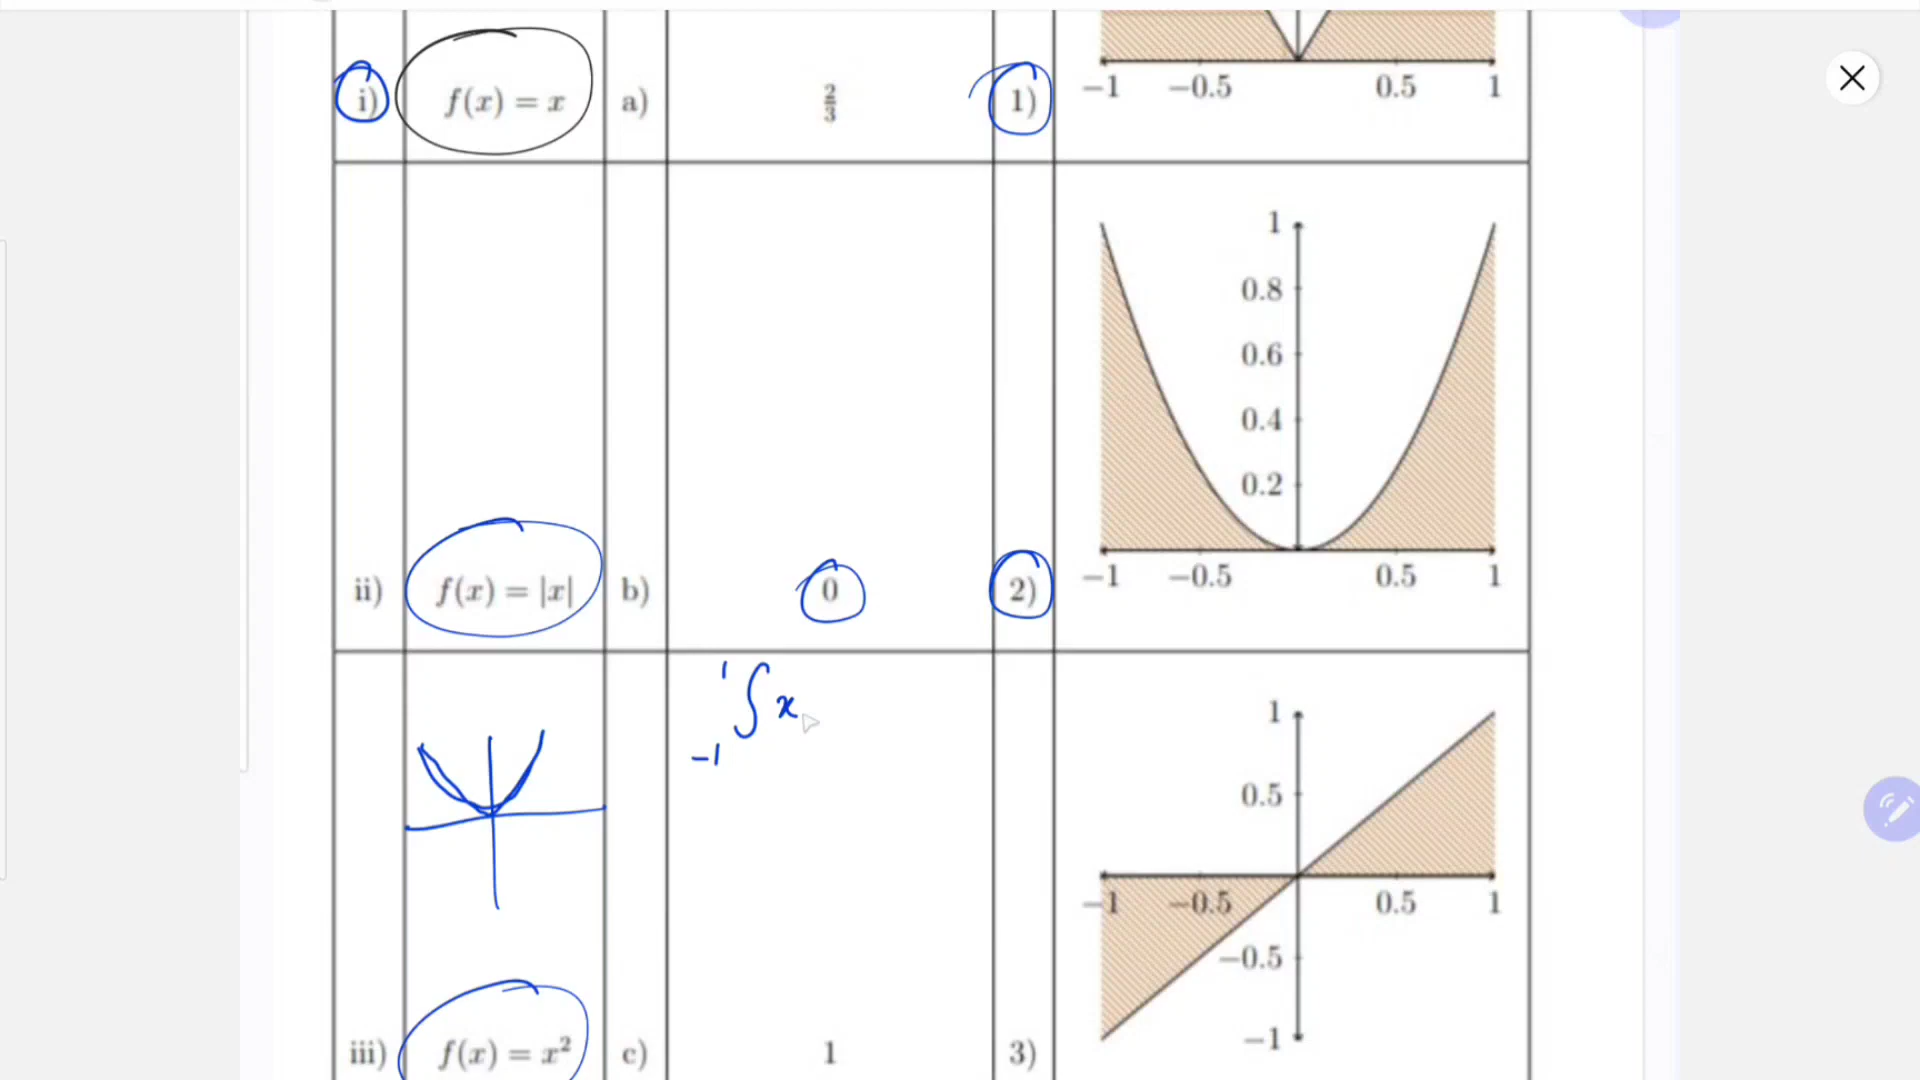 −1 −0.5 0.5 1
i) f(x) = x a) 2/3 1)
1
0.8
0.6
0.4
0.2
−1 −0.5 0.5 1
ii) f(x) = |x| b) 0 2)
1
∫ x
−1
1
0.5
−1 −0.5 0.5 1
−0.5
−1
iii) f(x) = x² c) 1 3)